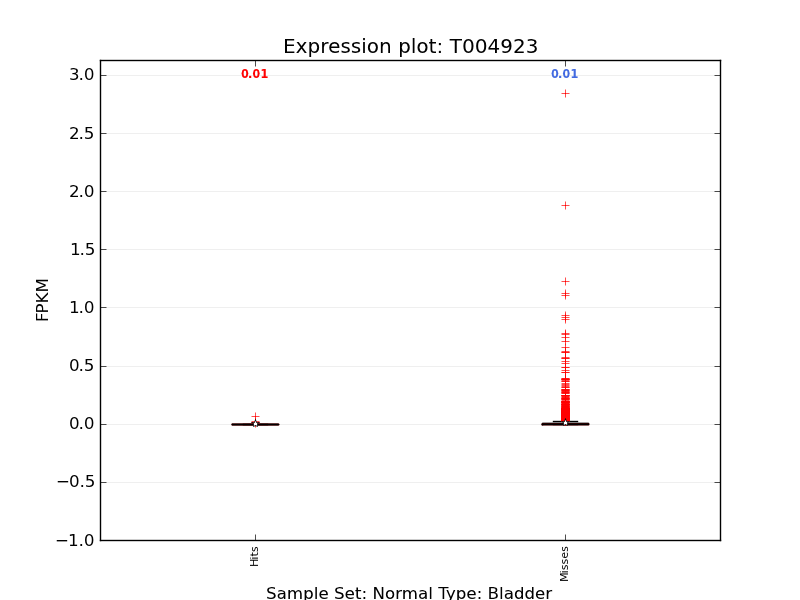 Expression plot: T004923
0.01 0.01
3.0
2.5
2.0
1.5
1.0
0.5
0.0
−0.5
−1.0
FPKM
Hits
Misses
Sample Set: Normal Type: Bladder